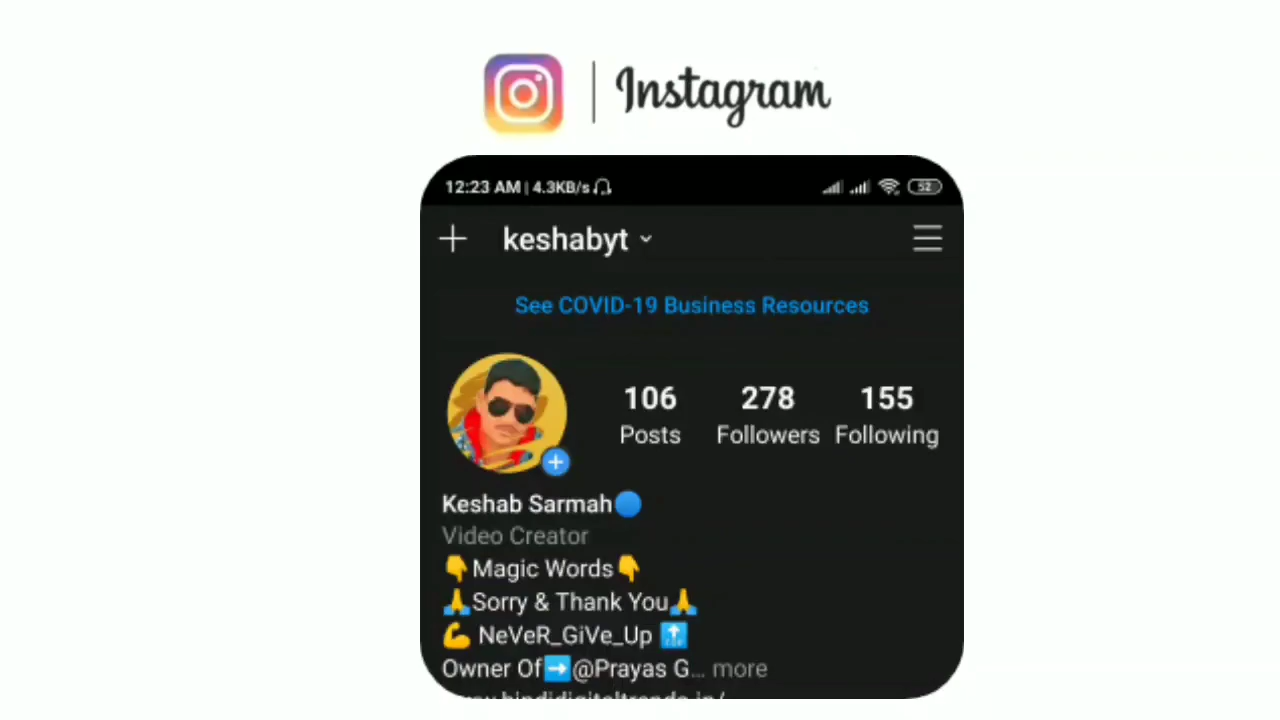 Instagram
12:23 AM | 4.3KB/s 52
keshabyt
See COVID-19 Business Resources
106 278 155
Posts Followers Following
Keshab Sarmah🔵
Video Creator
👇Magic Words👇
🙏Sorry & Thank You🙏
💪 NeVeR_GiVe_Up 🔝
Owner Of➡️@Prayas G... more